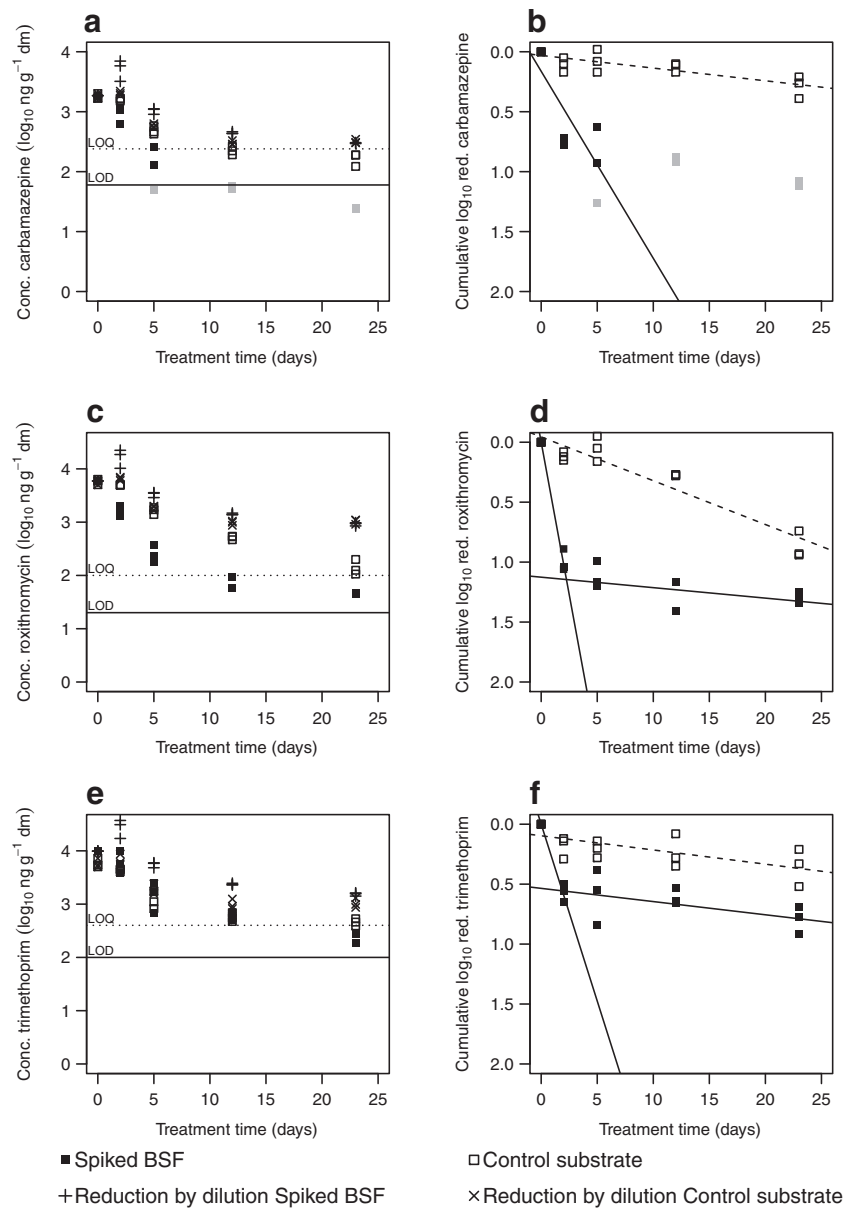 a
Conc. carbamazepine (log10 ng g−1 dm)
4
3
2
1
0
LOQ
LOD
0 5 10 15 20 25
Treatment time (days)
b
Cumulative log10 red. carbamazepine
0.0
0.5
1.0
1.5
2.0
0 5 10 15 20 25
Treatment time (days)
c
Conc. roxithromycin (log10 ng g−1 dm)
4
3
2
1
0
LOQ
LOD
0 5 10 15 20 25
Treatment time (days)
d
Cumulative log10 red. roxithromycin
0.0
0.5
1.0
1.5
2.0
0 5 10 15 20 25
Treatment time (days)
e
Conc. trimethoprim (log10 ng g−1 dm)
4
3
2
1
0
LOQ
LOD
0 5 10 15 20 25
Treatment time (days)
f
Cumulative log10 red. trimethoprim
0.0
0.5
1.0
1.5
2.0
0 5 10 15 20 25
Treatment time (days)
Spiked BSF
Control substrate
Reduction by dilution Spiked BSF
Reduction by dilution Control substrate